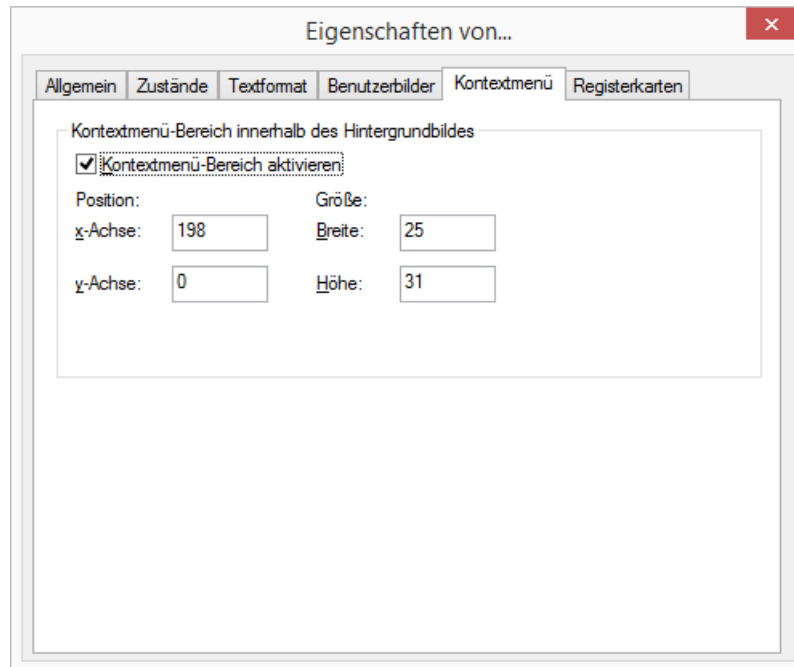 Eigenschaften von...
Allgemein Zustände Textformat Benutzerbilder Kontextmenü Registerkarten
Kontextmenü-Bereich innerhalb des Hintergrundbildes
Kontextmenü-Bereich aktivieren
Position: Größe:
x-Achse: 198 Breite: 25
y-Achse: 0 Höhe: 31